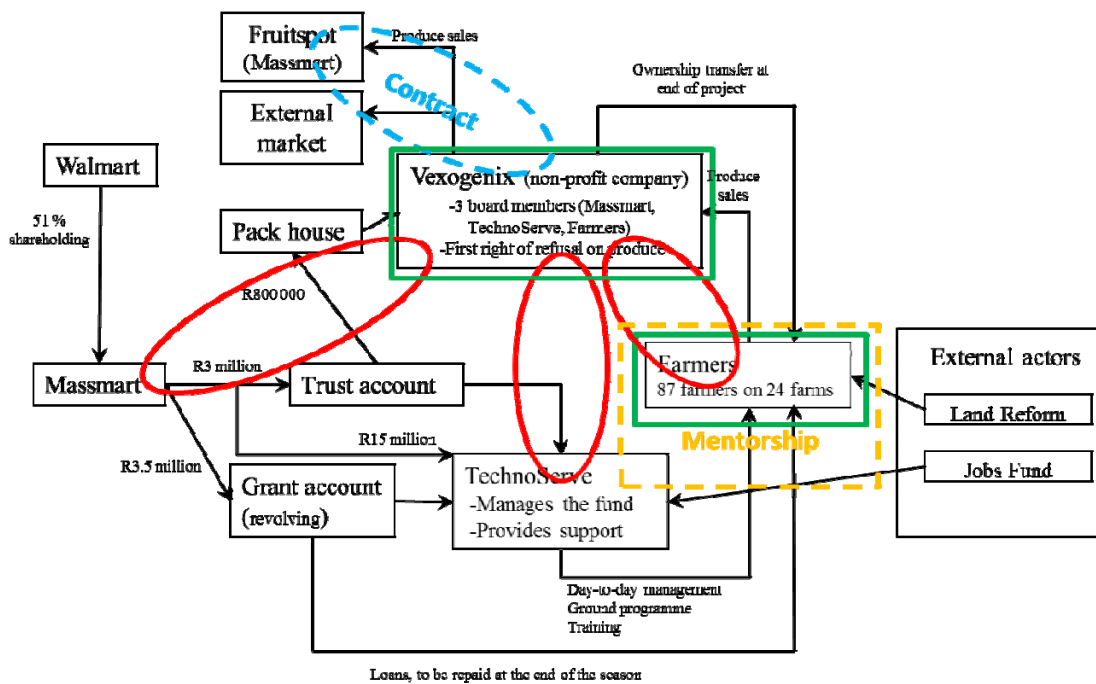 Fruitspot
(Massmart)
Produce sales
Contract
External
market
Ownership transfer at
end of project
Walmart
51%
shareholding
Vexogenix (non-profit company)
-3 board members (Massmart,
TechnoServe, Farmers)
-First right of refusal on produce
Produce
sales
Pack house
R800000
Massmart
R3 million
Trust account
Farmers
87 farmers on 24 farms
Mentorship
External actors
Land Reform
Jobs Fund
R3.5 million
R15 million
Grant account
(revolving)
TechnoServe
-Manages the fund
-Provides support
Day-to-day management
Ground programme
Training
Loans, to be repaid at the end of the season